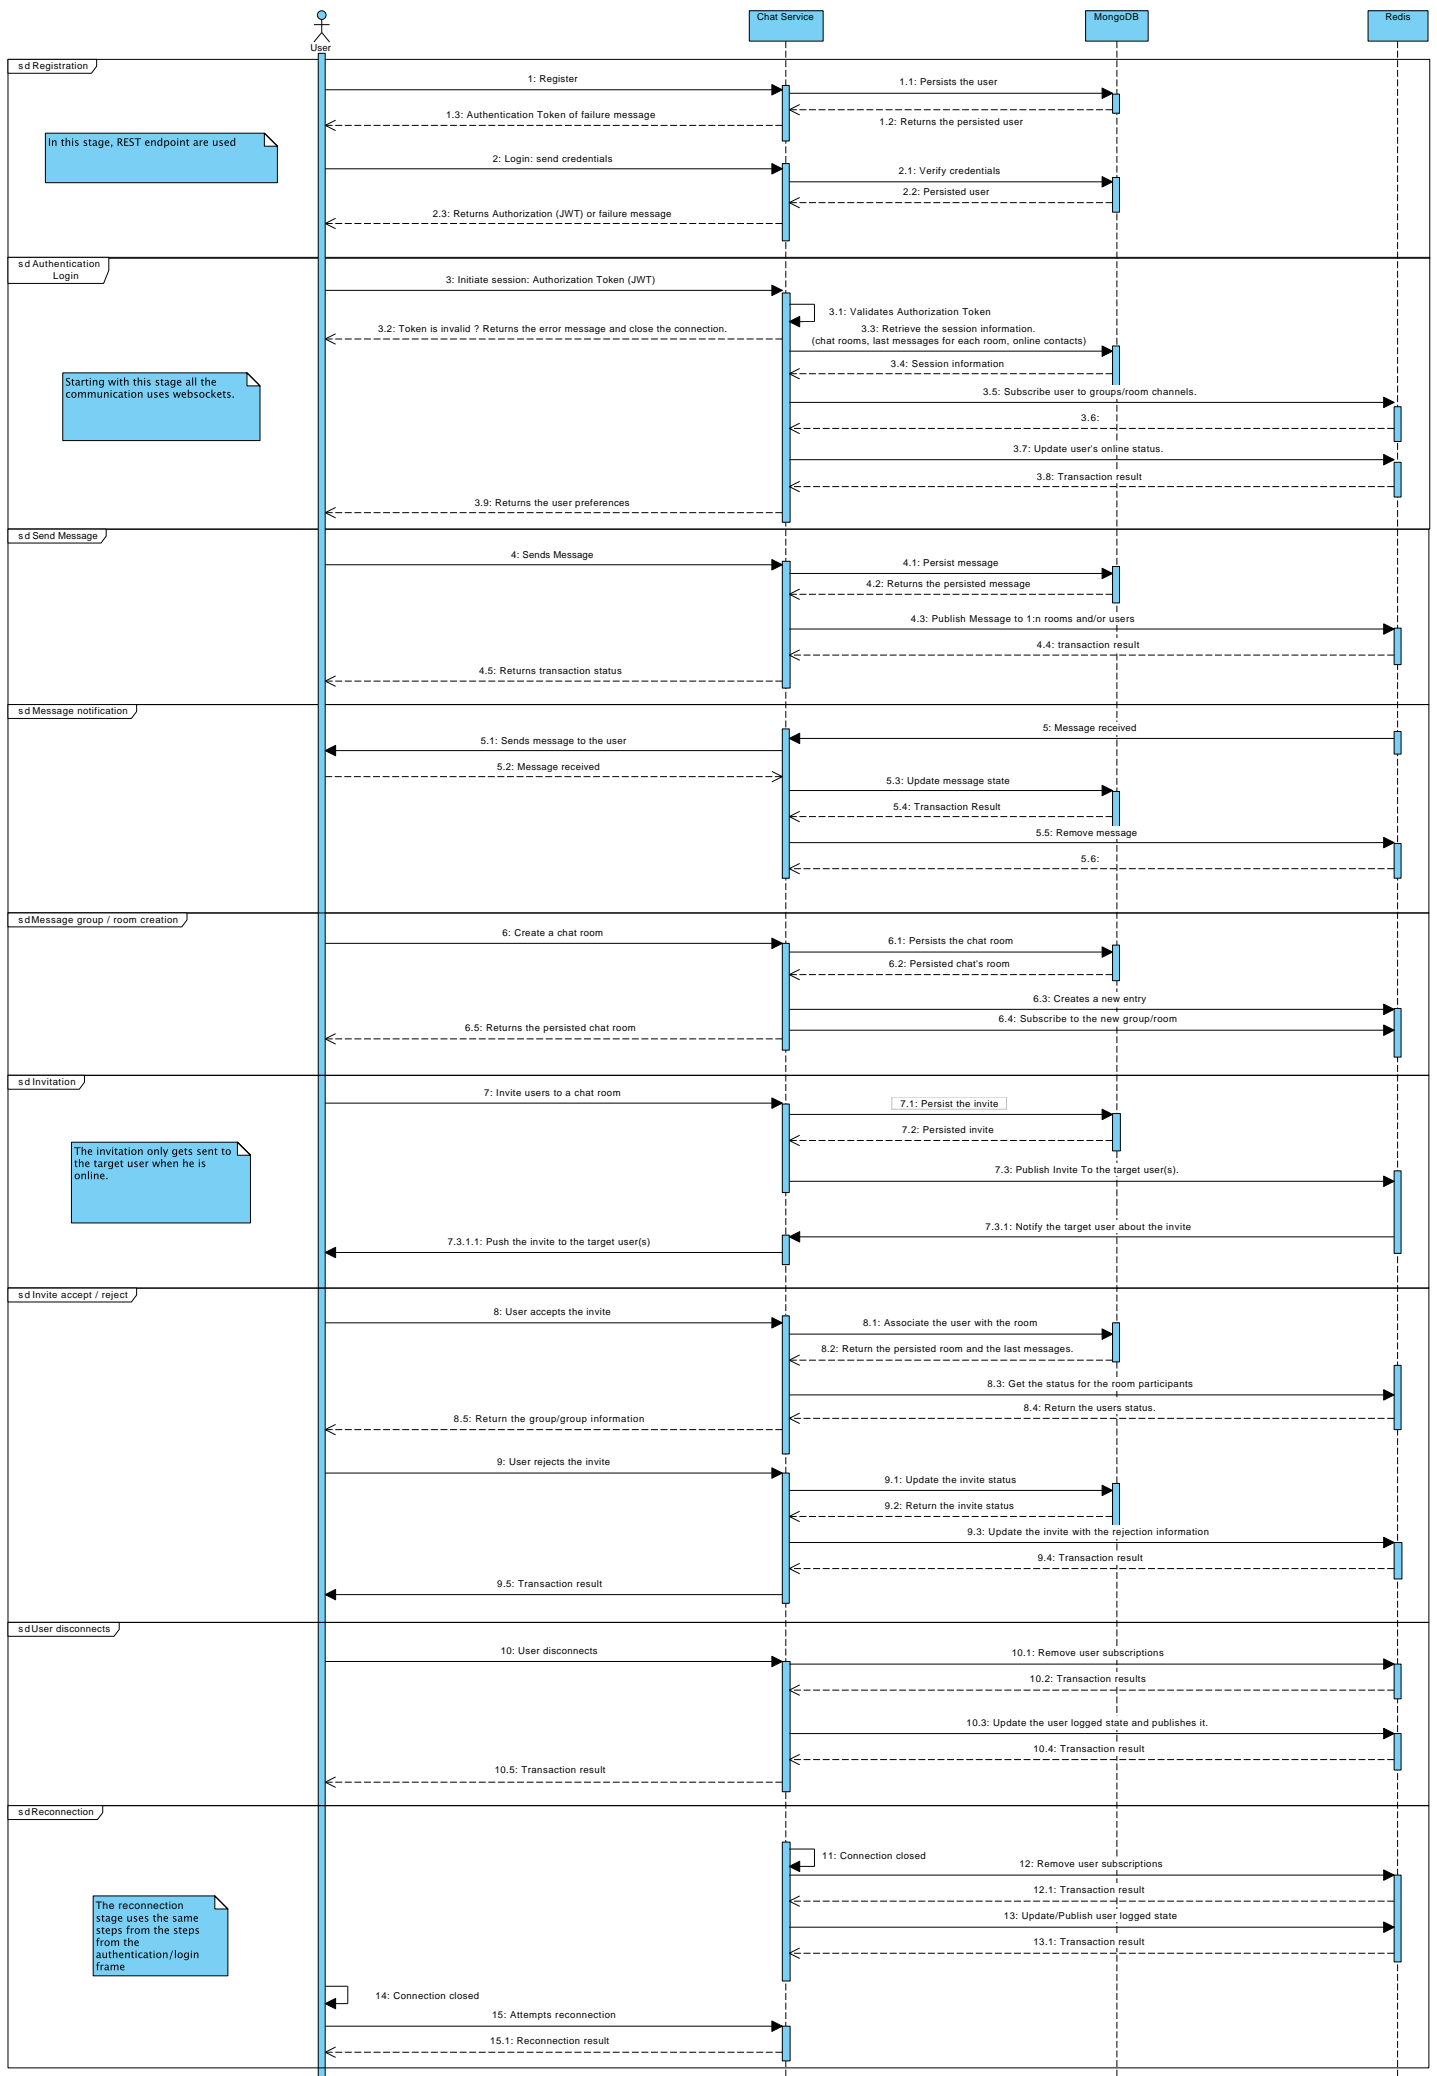 User
Chat Service
MongoDB
Redis
sd Registration
1: Register
1.1: Persists the user
1.3: Authentication Token of failure message
1.2: Returns the persisted user
In this stage, REST endpoint are used
2: Login: send credentials
2.1: Verify credentials
2.2: Persisted user
2.3: Returns Authorization (JWT) or failure message
sd Authentication
Login
3: Initiate session: Authorization Token (JWT)
3.1: Validates Authorization Token
3.2: Token is invalid ? Returns the error message and close the connection.
3.3: Retrieve the session information.
(chat rooms, last messages for each room, online contacts)
3.4: Session information
Starting with this stage all the
communication uses websockets.
3.5: Subscribe user to groups/room channels.
3.6:
3.7: Update user's online status.
3.8: Transaction result
3.9: Returns the user preferences
sd Send Message
4: Sends Message
4.1: Persist message
4.2: Returns the persisted message
4.3: Publish Message to 1:n rooms and/or users
4.4: transaction result
4.5: Returns transaction status
sd Message notification
5: Message received
5.1: Sends message to the user
5.2: Message received
5.3: Update message state
5.4: Transaction Result
5.5: Remove message
5.6:
sd Message group / room creation
6: Create a chat room
6.1: Persists the chat room
6.2: Persisted chat's room
6.3: Creates a new entry
6.4: Subscribe to the new group/room
6.5: Returns the persisted chat room
sd Invitation
7: Invite users to a chat room
7.1: Persist the invite
7.2: Persisted invite
The invitation only gets sent to
the target user when he is
online.
7.3: Publish Invite To the target user(s).
7.3.1: Notify the target user about the invite
7.3.1.1: Push the invite to the target user(s)
sd Invite accept / reject
8: User accepts the invite
8.1: Associate the user with the room
8.2: Return the persisted room and the last messages.
8.3: Get the status for the room participants
8.4: Return the users status.
8.5: Return the group/group information
9: User rejects the invite
9.1: Update the invite status
9.2: Return the invite status
9.3: Update the invite with the rejection information
9.4: Transaction result
9.5: Transaction result
sd User disconnects
10: User disconnects
10.1: Remove user subscriptions
10.2: Transaction results
10.3: Update the user logged state and publishes it.
10.4: Transaction result
10.5: Transaction result
sd Reconnection
11: Connection closed
12: Remove user subscriptions
12.1: Transaction result
13: Update/Publish user logged state
13.1: Transaction result
The reconnection
stage uses the same
steps from the steps
from the
authentication/login
frame
14: Connection closed
15: Attempts reconnection
15.1: Reconnection result